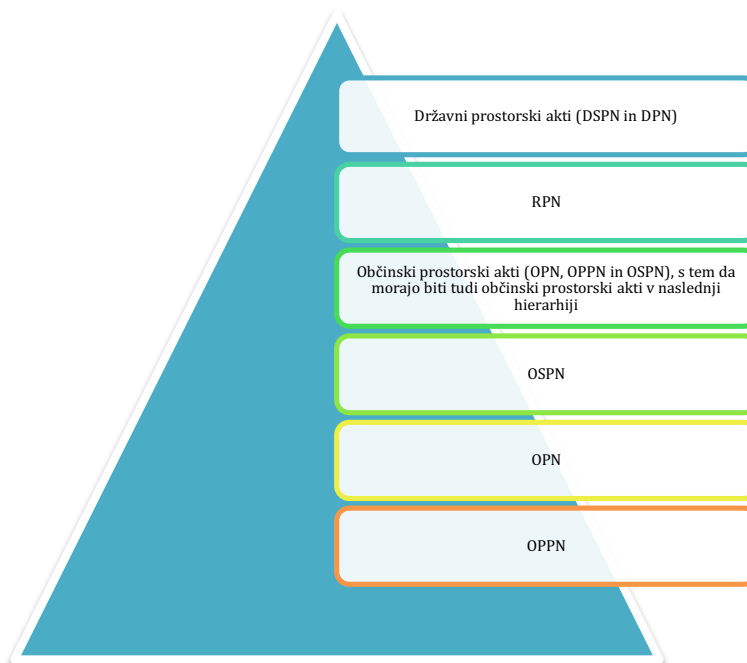 Državni prostorski akti (DSPN in DPN)
RPN
Občinski prostorski akti (OPN, OPPN in OSPN), s tem da
morajo biti tudi občinski prostorski akti v naslednji
hierarhiji
OSPN
OPN
OPPN